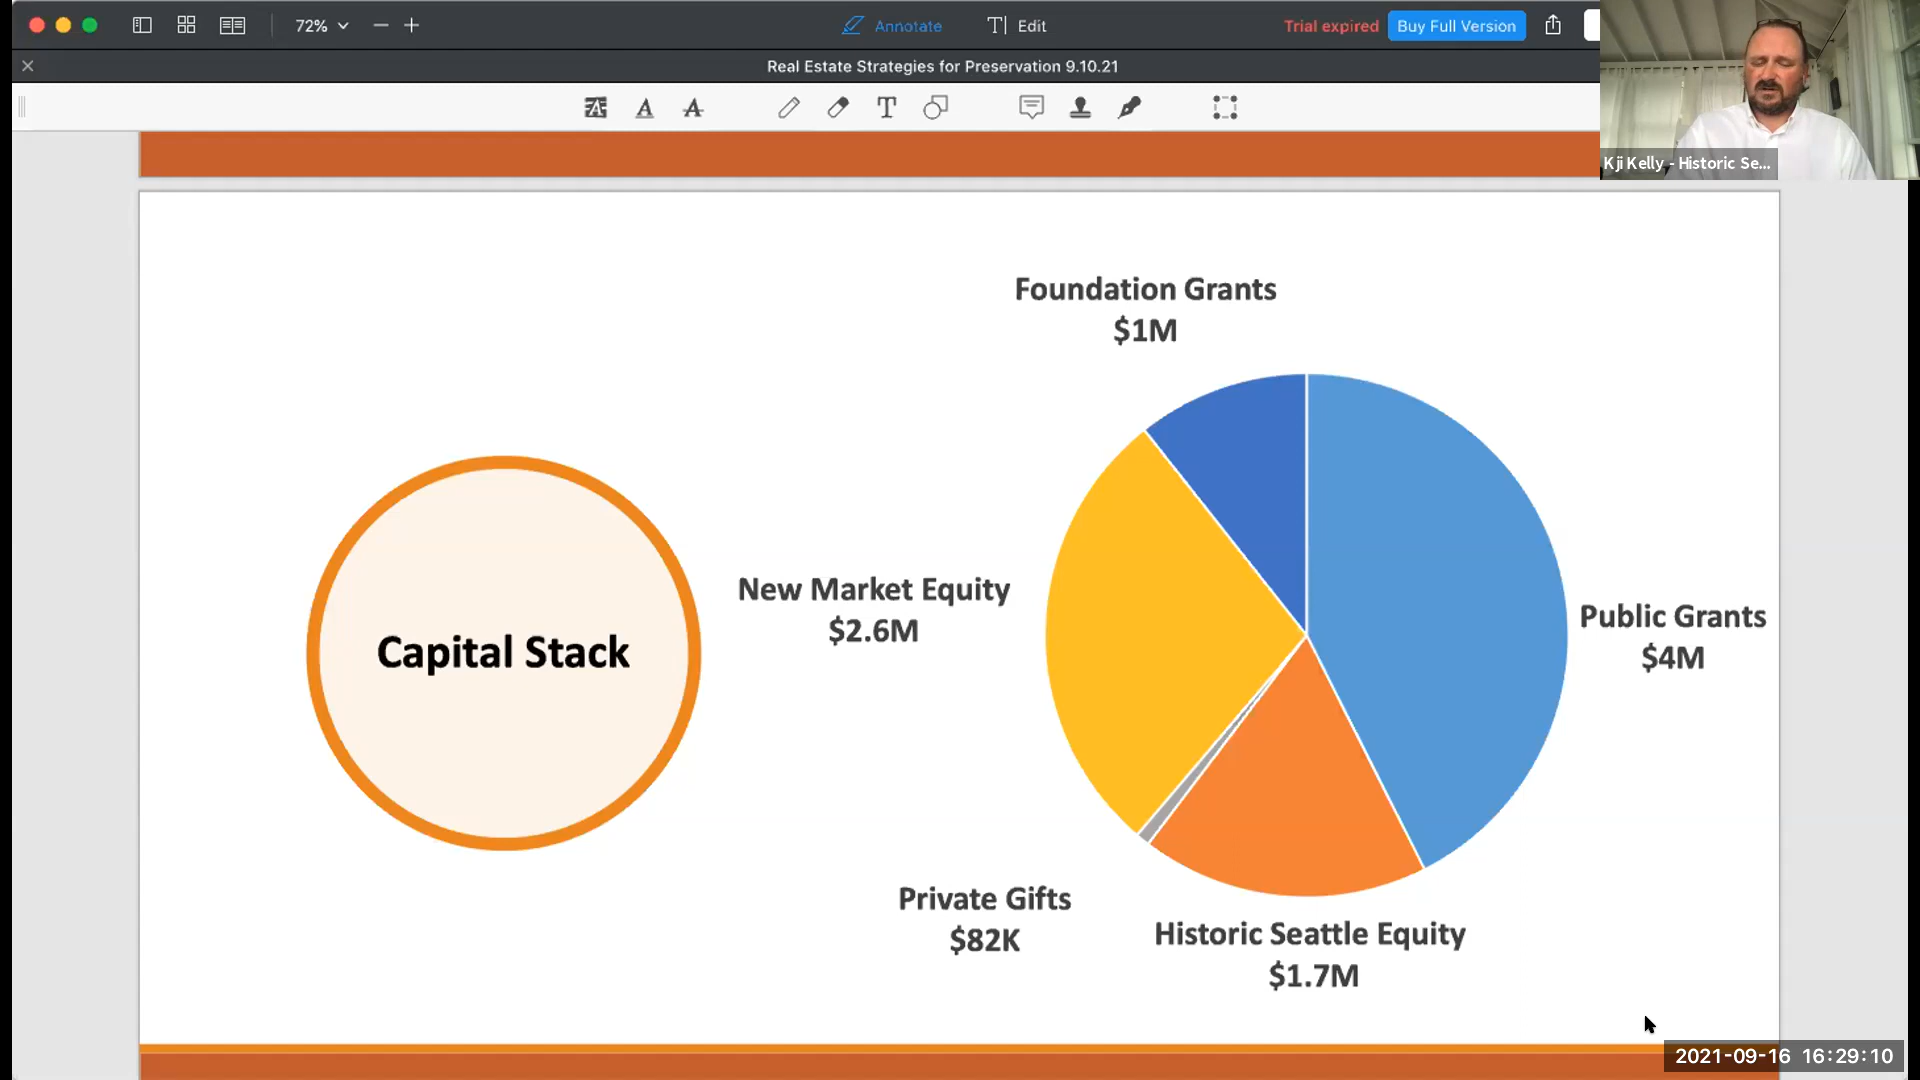 72%
Annotate
Edit
Trial expired
Buy Full Version
Real Estate Strategies for Preservation 9.10.21
Kji Kelly - Historic Se...
Foundation Grants
$1M
New Market Equity
$2.6M
Capital Stack
Public Grants
$4M
Private Gifts
$82K
Historic Seattle Equity
$1.7M
2021-09-16 16:29:10